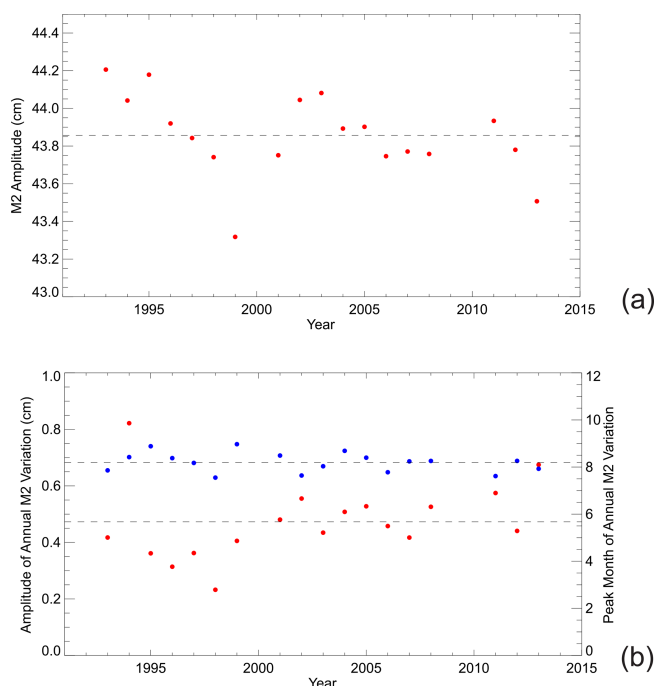 44.4
44.2
44.0
43.8
43.6
43.4
43.2
43.0
M2 Amplitude (cm)
1995 2000 2005 2010 2015
Year
(a)
1.0
0.8
0.6
0.4
0.2
0.0
Amplitude of Annual M2 Variation (cm)
12
10
8
6
4
2
0
Peak Month of Annual M2 Variation
1995 2000 2005 2010 2015
Year
(b)